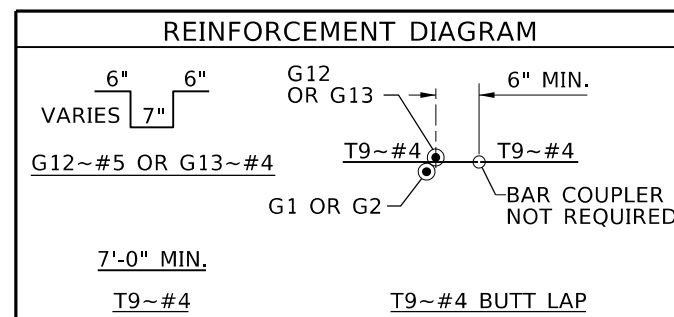 REINFORCEMENT DIAGRAM
6" 6"
VARIES 7"
G12~#5 OR G13~#4
G12
OR G13
6" MIN.
T9~#4 T9~#4
G1 OR G2
BAR COUPLER
NOT REQUIRED
7'-0" MIN.
T9~#4
T9~#4 BUTT LAP